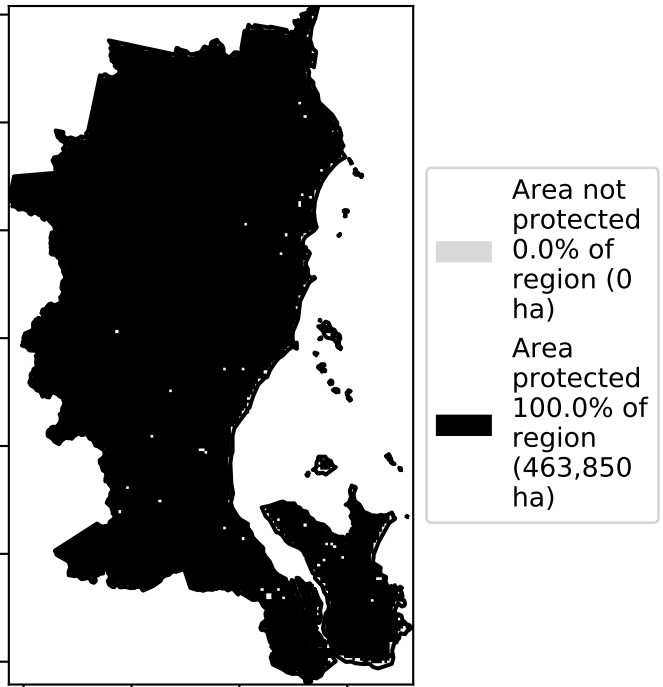 Area not
protected
0.0% of
region (0
ha)
Area
protected
100.0% of
region
(463,850
ha)